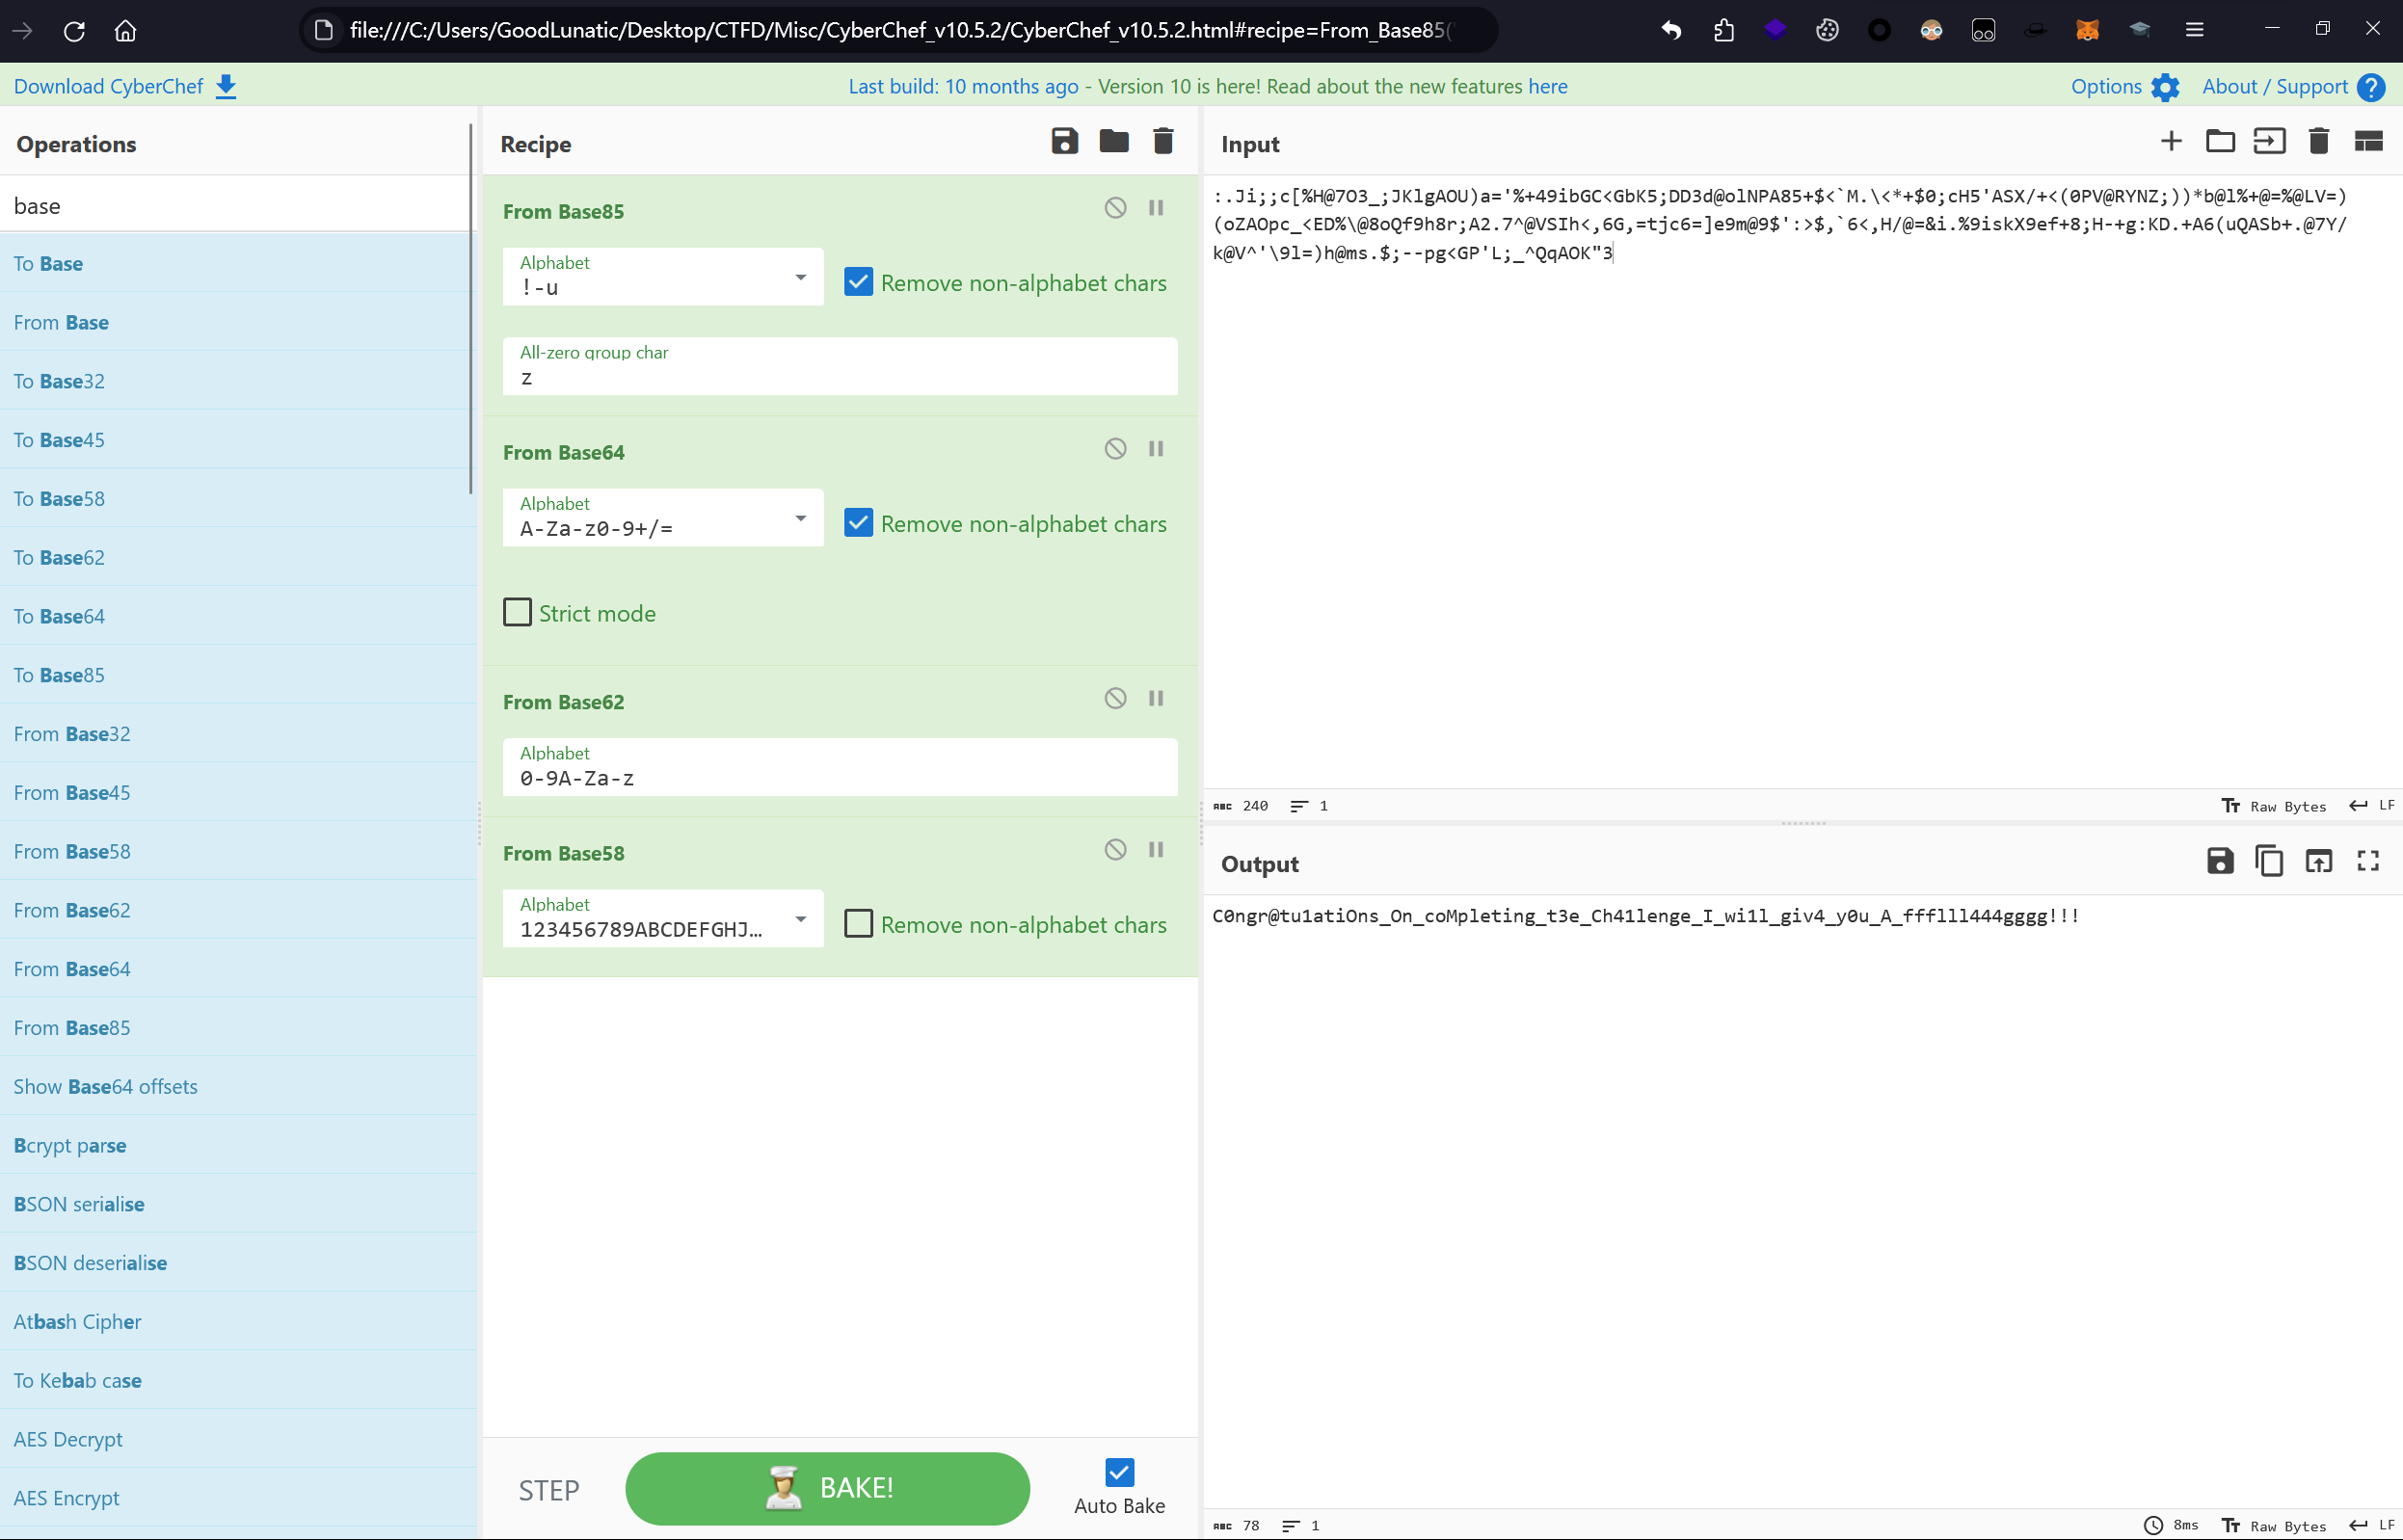 file:///C:/Users/GoodLunatic/Desktop/CTFD/Misc/CyberChef_v10.5.2/CyberChef_v10.5.2.html#recipe=From_Base85('
Download CyberChef
Last build: 10 months ago - Version 10 is here! Read about the new features here
Options
About / Support
Operations
base
To Base
From Base
To Base32
To Base45
To Base58
To Base62
To Base64
To Base85
From Base32
From Base45
From Base58
From Base62
From Base64
From Base85
Show Base64 offsets
Bcrypt parse
BSON serialise
BSON deserialise
Atbash Cipher
To Kebab case
AES Decrypt
AES Encrypt
Recipe
From Base85
Alphabet
!-u
Remove non-alphabet chars
All-zero group char
z
From Base64
Alphabet
A-Za-z0-9+/=
Remove non-alphabet chars
Strict mode
From Base62
Alphabet
0-9A-Za-z
From Base58
Alphabet
123456789ABCDEFGHJ…
Remove non-alphabet chars
STEP
BAKE!
Auto Bake
Input
:.Ji;;c[%H@7O3_;JKlgAOU)a='%+49ibGC<GbK5;DD3d@olNPA85+$<`M.\<*+$0;cH5'ASX/+<(0PV@RYNZ;))*b@l%+@=%@LV=)
(oZAOpc_<ED%\@8oQf9h8r;A2.7^@VSIh<,6G,=tjc6=]e9m@9$':>$,`6<,H/@=&i.%9iskX9ef+8;H-+g:KD.+A6(uQASb+.@7Y/
k@V^'\9l=)h@ms.$;--pg<GP'L;_^QqAOK"3
ABC 240 1
Raw Bytes LF
Output
C0ngr@tu1atiOns_On_coMpleting_t3e_Ch41lenge_I_wi1l_giv4_y0u_A_ffflll444gggg!!!
ABC 78 1
8ms Raw Bytes LF